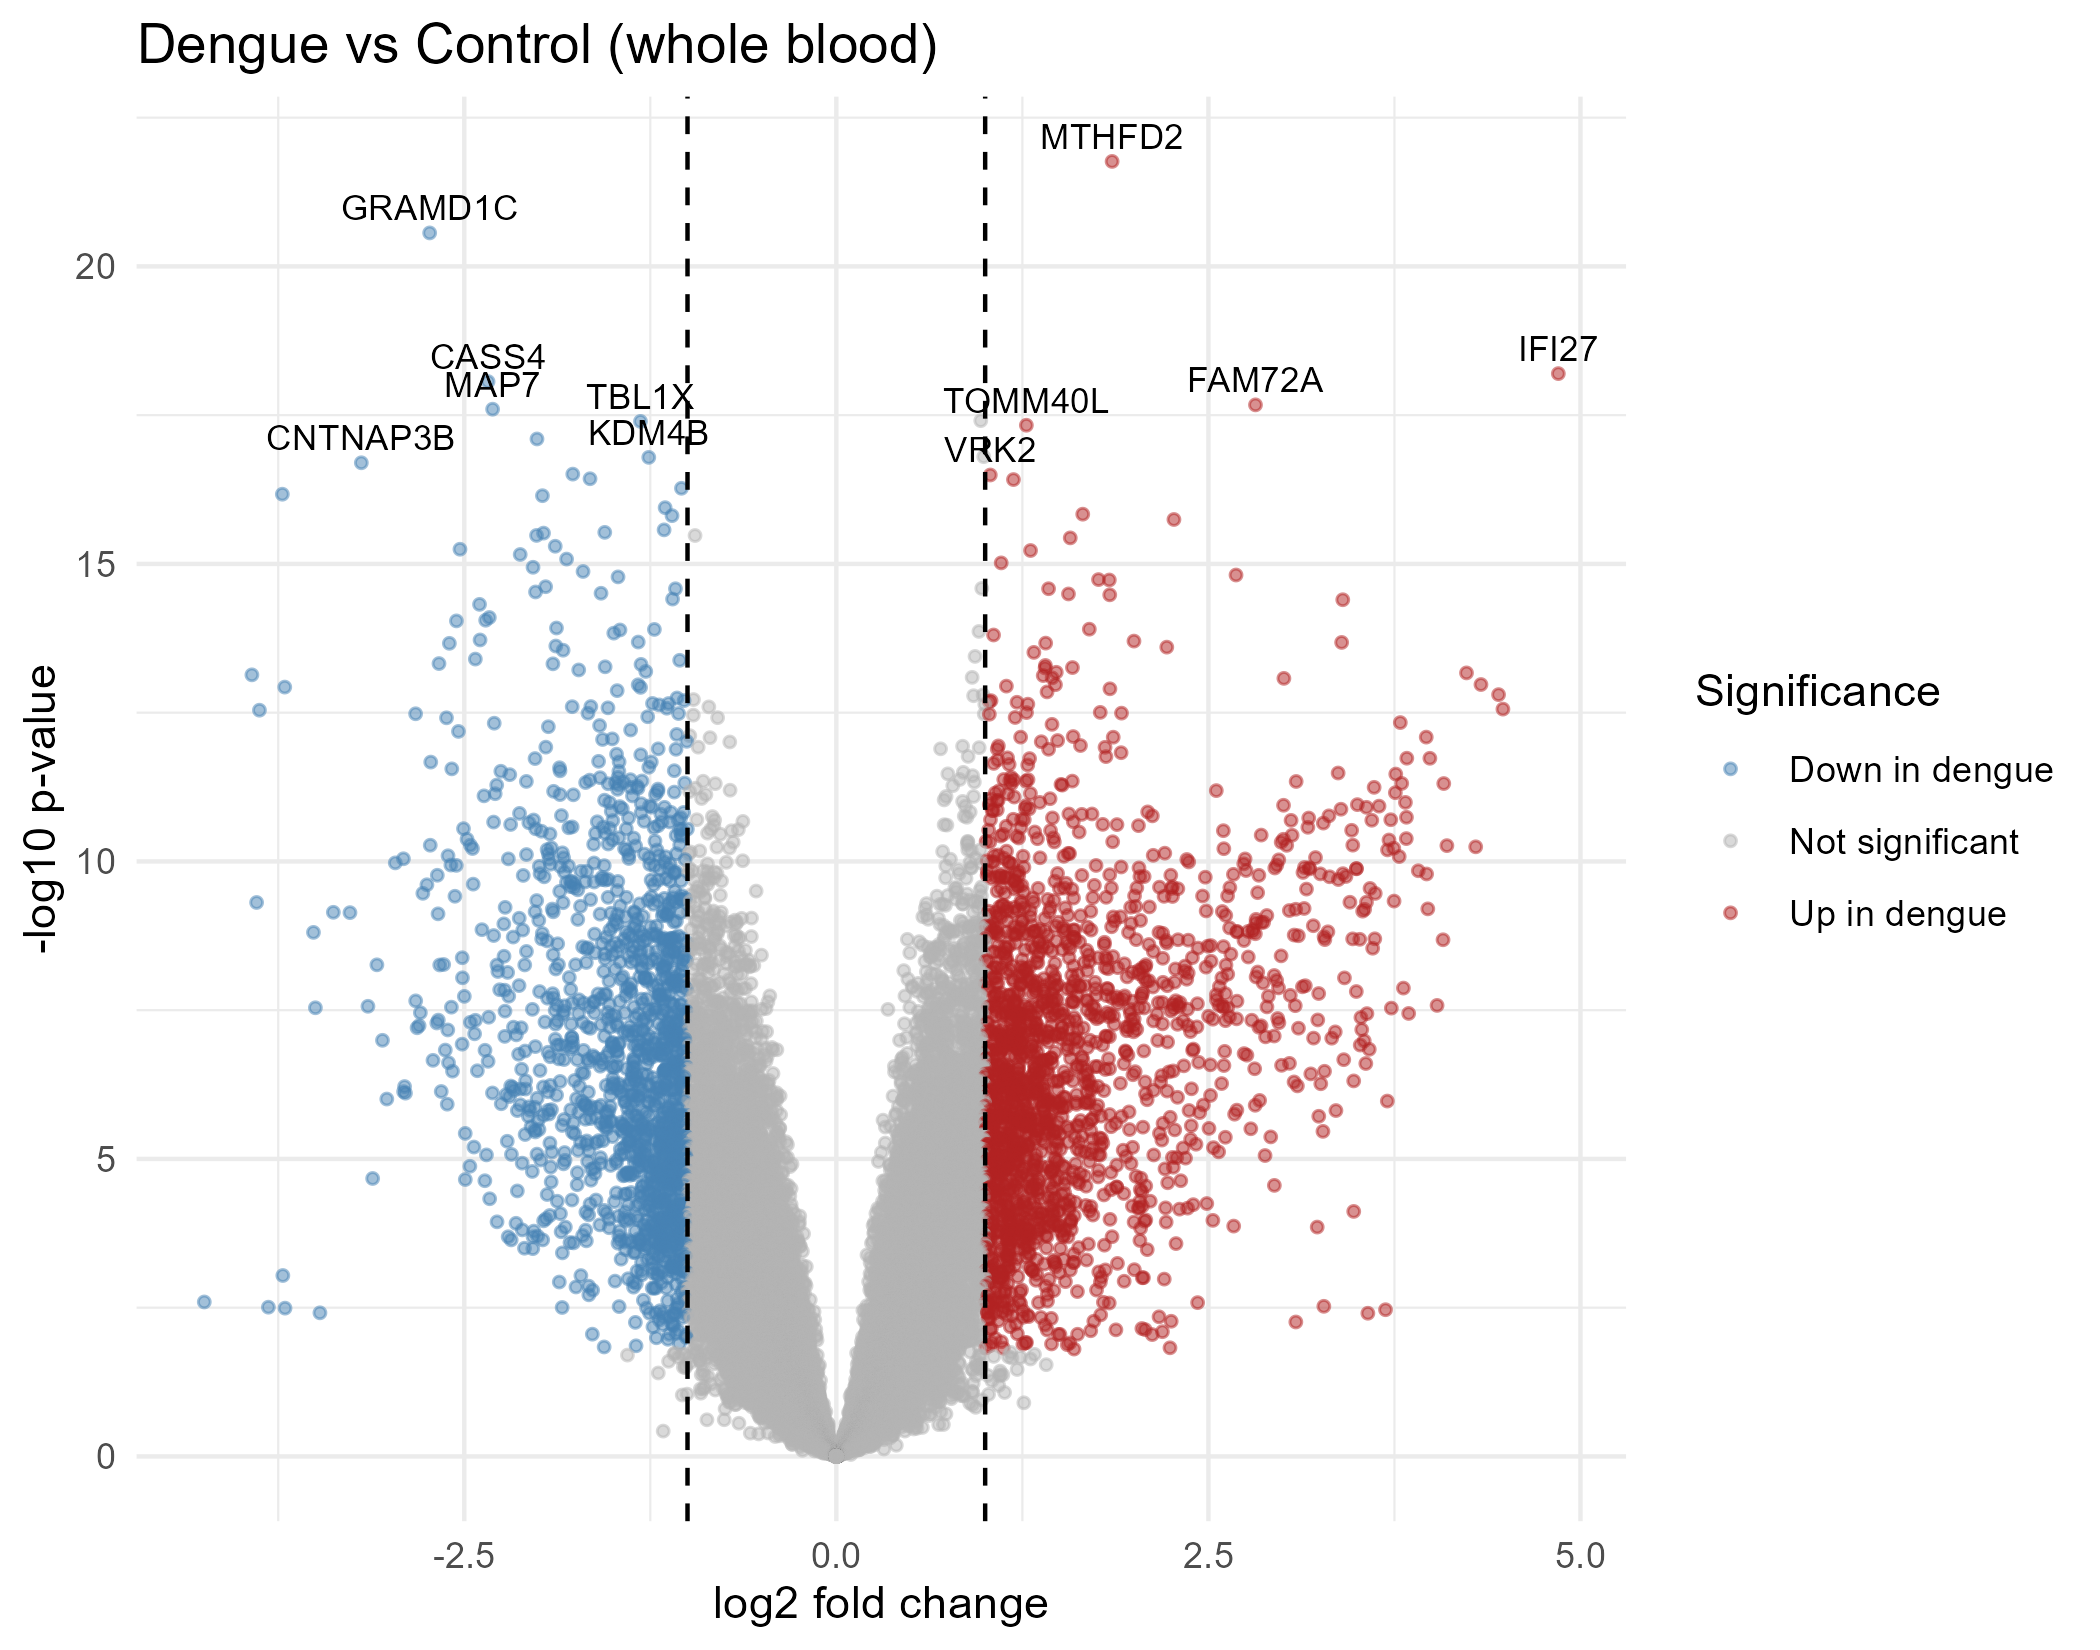 Dengue vs Control (whole blood)
MTHFD2
GRAMD1C
IFI27
CASS4
FAM72A
MAP7
TBL1X
TOMM40L
KDM4B
CNTNAP3B
VRK2
20
15
10
5
0
-log10 p-value
-2.5
0.0
2.5
5.0
log2 fold change
Significance
Down in dengue
Not significant
Up in dengue